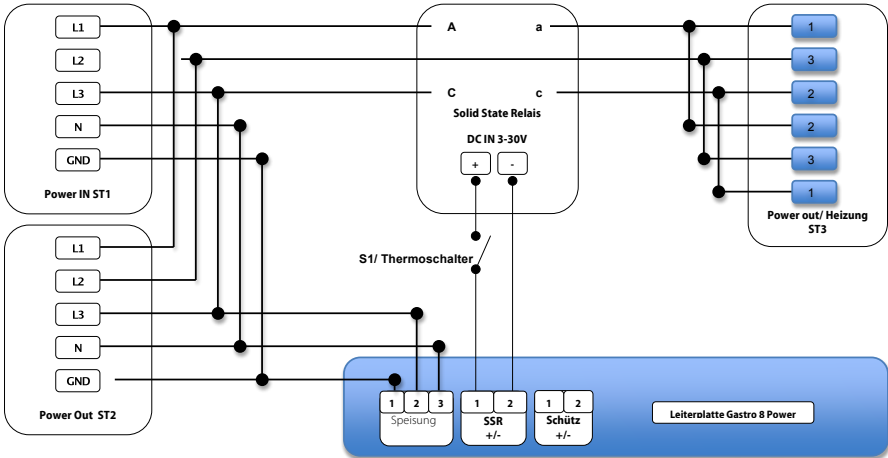 L1
L2
L3
N
GND
Power IN ST1
L1
L2
L3
N
GND
Power Out ST2
A
a
C
c
Solid State Relais
DC IN 3-30V
+
-
S1/ Thermoschalter
1
3
2
2
3
1
Power out/ Heizung
ST3
1
2
3
Speisung
1
2
SSR
+/-
1
2
Schütz
+/-
Leiterplatte Gastro 8 Power